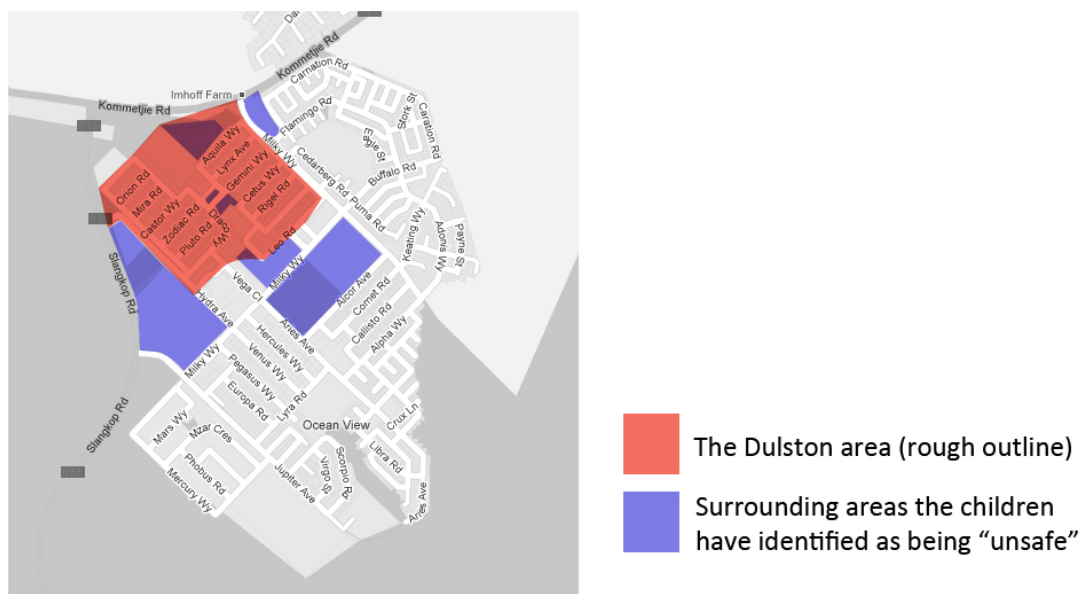 Da
Kommetjie Rd
Carnation Rd
Imhoff Farm
Kommetjie Rd
Flamingo Rd
Stork St
Caration Rd
Eagle St
Milky Wy
Aquila Wy
Lynx Ave
Gemini Wy
Cetus Wy
Rigel Rd
Cedarberg Rd
Buffalo Rd
Puma Rd
Orion Rd
Mira Rd
Castor Wy
Zodiac Rd
Pluto Rd
Draco Wy
Leo Rd
Keating Wy
Adonis Wy
Payne St
Slangkop Rd
Vega Cl
Milky Wy
Alcor Ave
Comet Rd
Callisto Rd
Alpha Wy
Hydra Ave
Aries Ave
Hercules Wy
Venus Wy
Pegasus Wy
Europa Rd
Milky Wy
Lyra Rd
Crux Ln
Ocean View
Slangkop Rd
Mars Wy
Mzar Cres
Phobus Rd
Mercury Wy
Jupiter Ave
Virgo S
Scorpio R
Libra Rd
Aries Ave
The Dulston area (rough outline)
Surrounding areas the children
have identified as being “unsafe”